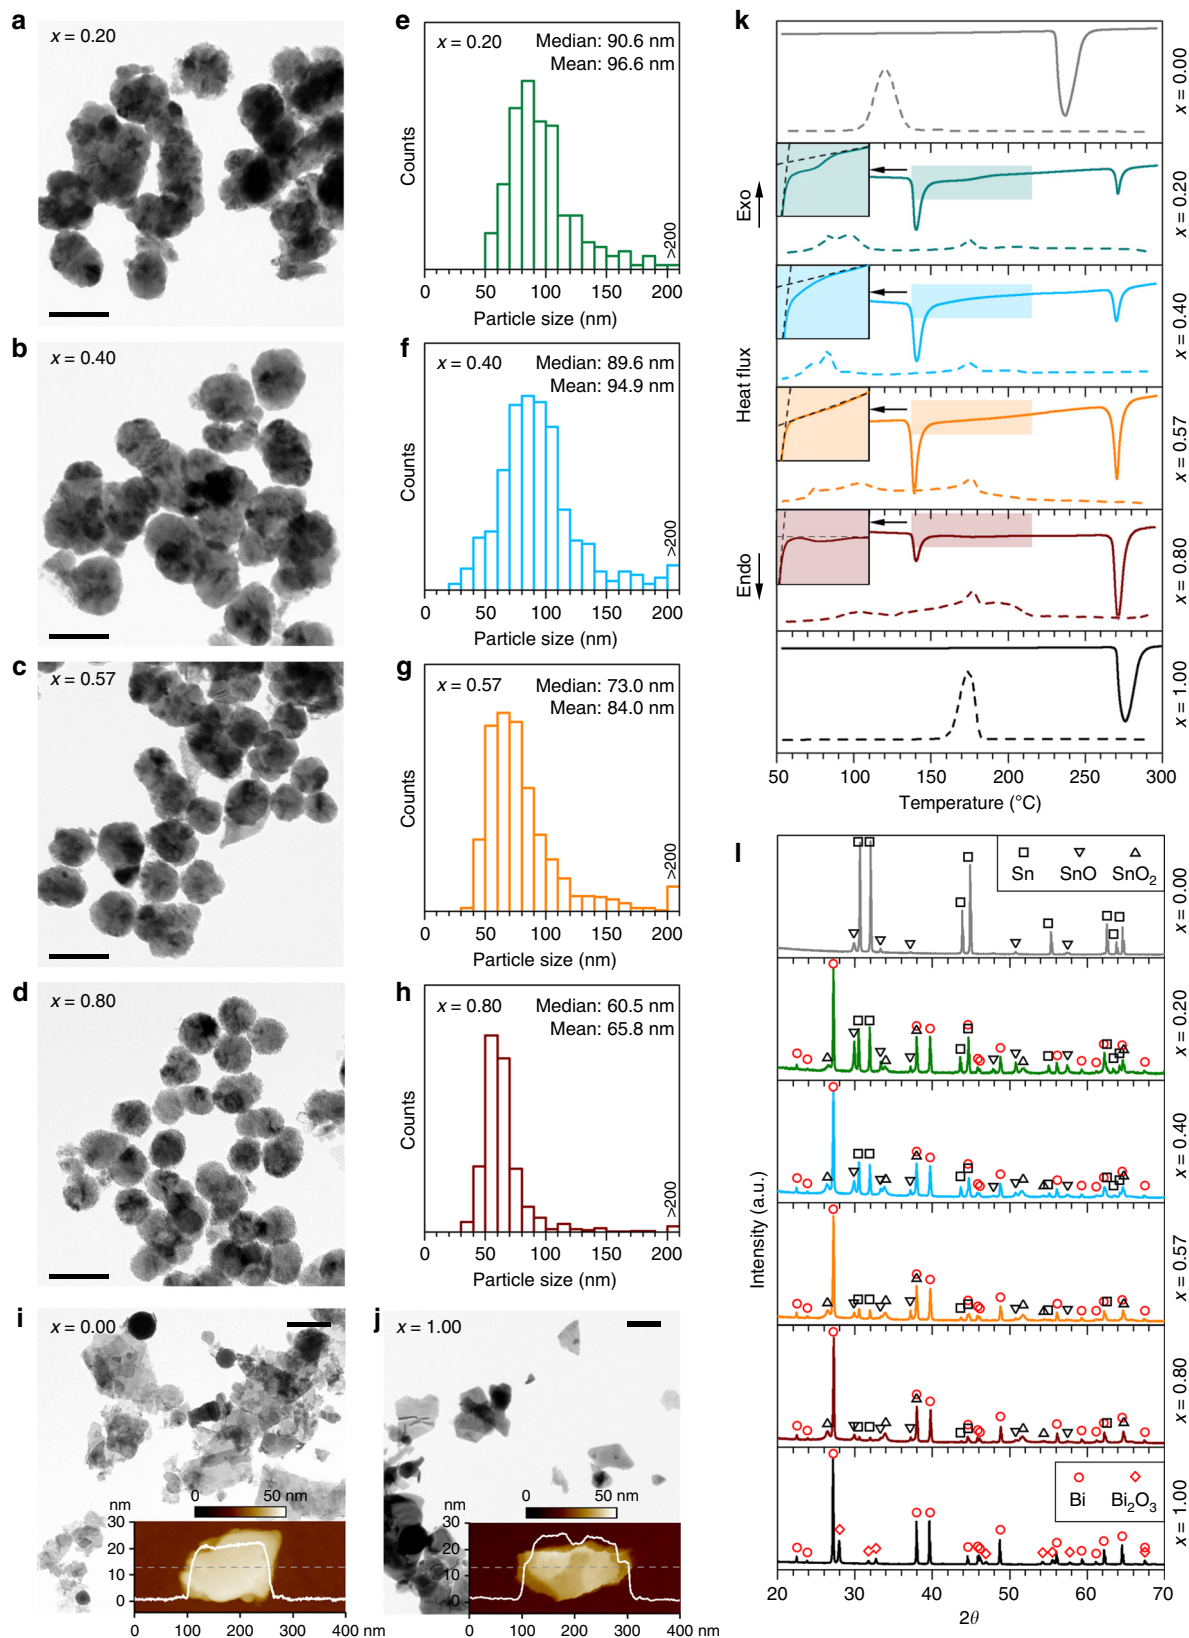 a
x = 0.20
b
x = 0.40
c
x = 0.57
d
x = 0.80
e
x = 0.20
Median: 90.6 nm
Mean: 96.6 nm
Counts
>200
0 50 100 150 200
Particle size (nm)
f
x = 0.40
Median: 89.6 nm
Mean: 94.9 nm
Counts
>200
0 50 100 150 200
Particle size (nm)
g
x = 0.57
Median: 73.0 nm
Mean: 84.0 nm
Counts
>200
0 50 100 150 200
Particle size (nm)
h
x = 0.80
Median: 60.5 nm
Mean: 65.8 nm
Counts
>200
0 50 100 150 200
Particle size (nm)
i
x = 0.00
0 50 nm
nm
30
20
10
0
0 100 200 300 400 nm
j
x = 1.00
0 50 nm
nm
30
20
10
0
0 100 200 300 400 nm
k
x = 0.00
x = 0.20
x = 0.40
x = 0.57
x = 0.80
x = 1.00
Exo
Heat flux
Endo
50 100 150 200 250 300
Temperature (°C)
l
Sn SnO SnO2
x = 0.00
x = 0.20
x = 0.40
x = 0.57
x = 0.80
x = 1.00
Intensity (a.u.)
Bi Bi2O3
20 30 40 50 60 70
2θ